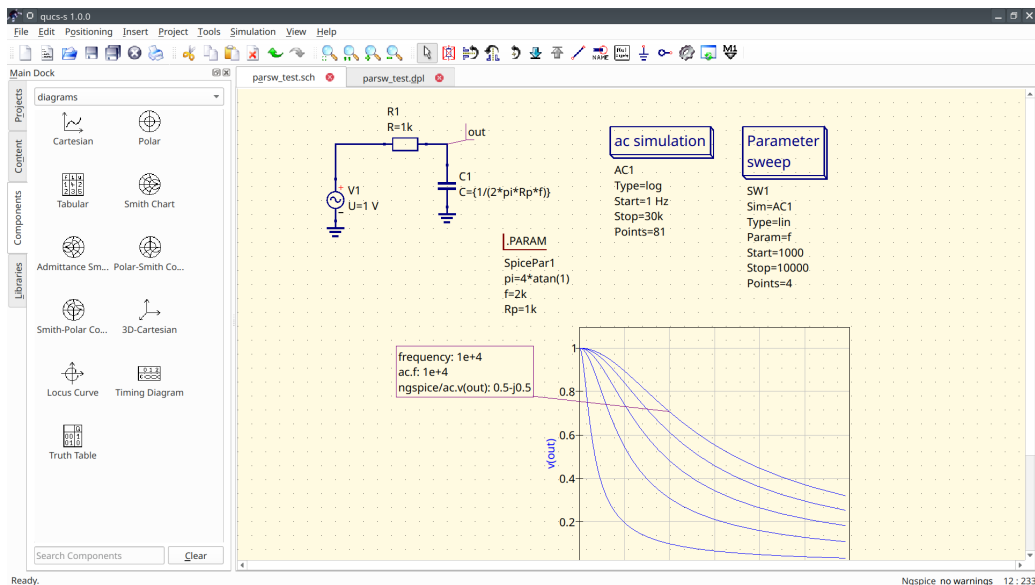 qucs-s 1.0.0
File Edit Positioning Insert Project Tools Simulation View Help
Main Dock
Projects
Content
Components
Libraries
diagrams
Cartesian
Polar
Tabular
Smith Chart
Admittance Sm...
Polar-Smith Co...
Smith-Polar Co...
3D-Cartesian
Locus Curve
Timing Diagram
Truth Table
Search Components
Clear
parsw_test.sch
parsw_test.dpl
R1
R=1k
out
V1
U=1 V
C1
C={1/(2*pi*Rp*f)}
.PARAM
SpicePar1
pi=4*atan(1)
f=2k
Rp=1k
ac simulation
AC1
Type=log
Start=1 Hz
Stop=30k
Points=81
Parameter
sweep
SW1
Sim=AC1
Type=lin
Param=f
Start=1000
Stop=10000
Points=4
frequency: 1e+4
ac.f: 1e+4
ngspice/ac.v(out): 0.5-j0.5
1
0.8
0.6
0.4
0.2
v(out)
Ready.
Ngspice no warnings 12 : 233